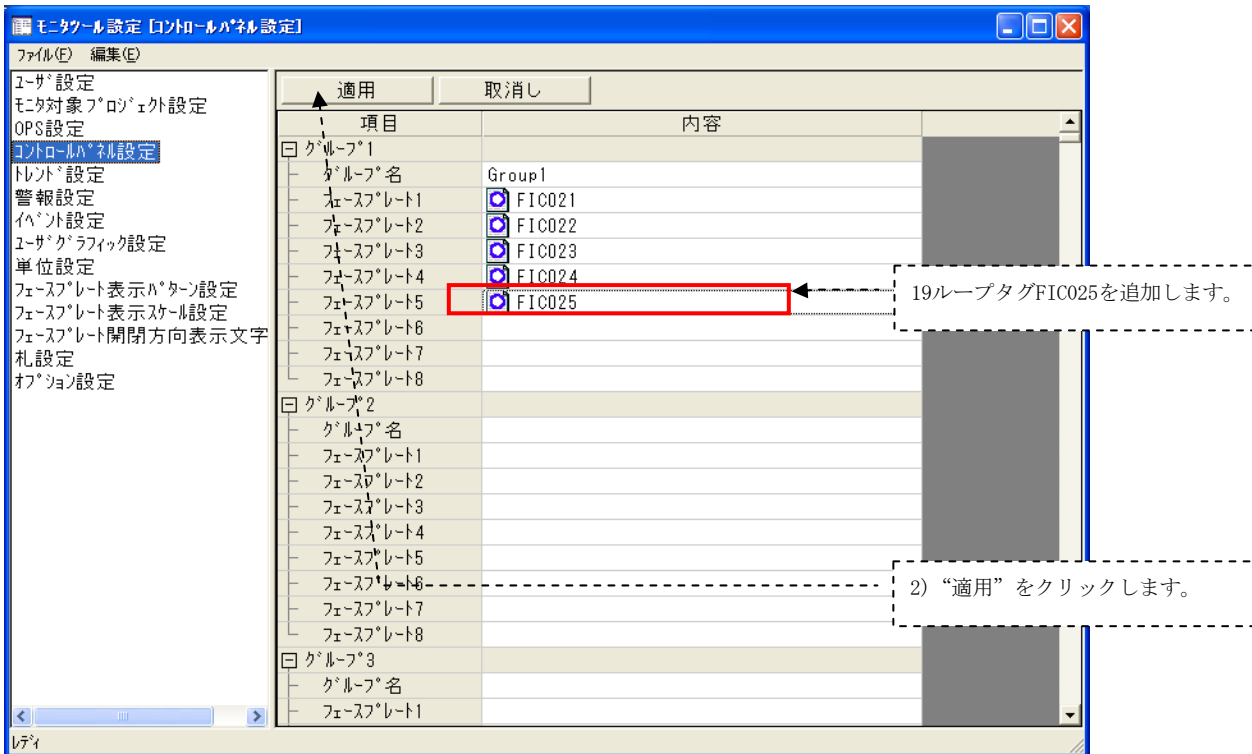 モニタツール設定 [コントロールパネル設定]
ファイル(F) 編集(E)
ユーザ設定
モニタ対象プロジェクト設定
OPS設定
コントロールパネル設定
トレンド設定
警報設定
イベント設定
ユーザグラフィック設定
単位設定
フェースプレート表示パターン設定
フェースプレート表示スケール設定
フェースプレート開閉方向表示文字
札設定
オプション設定
適用 取消し
項目 内容
グループ1
グループ名 Group1
フェースプレート1 FIC021
フェースプレート2 FIC022
フェースプレート3 FIC023
フェースプレート4 FIC024
フェースプレート5 FIC025
フェースプレート6
フェースプレート7
フェースプレート8
グループ2
グループ名
フェースプレート1
フェースプレート2
フェースプレート3
フェースプレート4
フェースプレート5
フェースプレート6
フェースプレート7
フェースプレート8
グループ3
グループ名
フェースプレート1
19ループタグFIC025を追加します。
2) “適用”をクリックします。
レディ